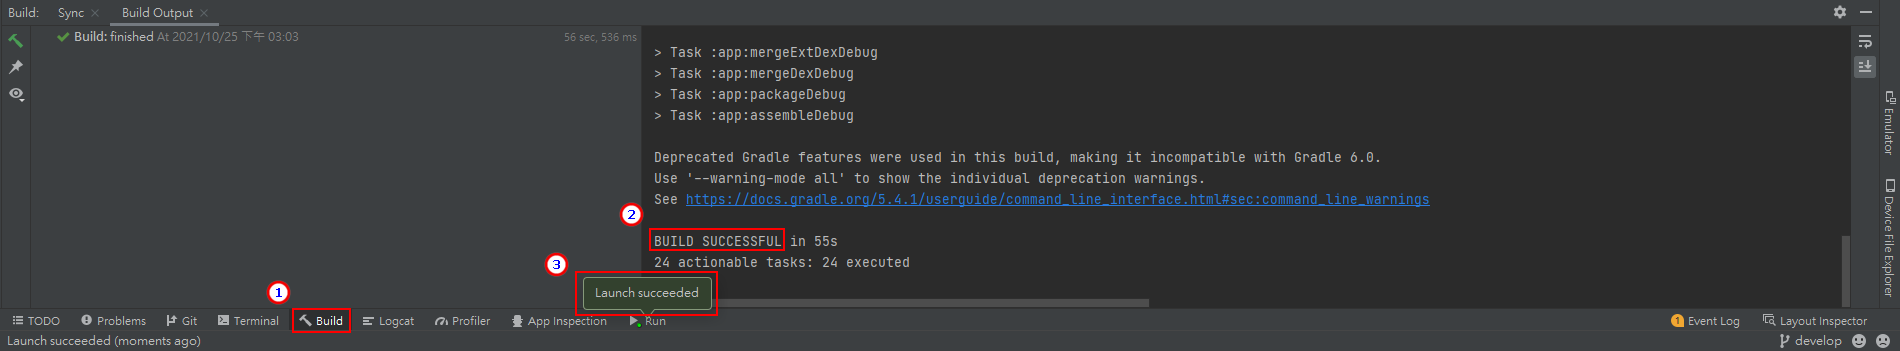 Build: Sync Build Output
Build: finished At 2021/10/25 下午 03:03 56 sec, 536 ms
> Task :app:mergeExtDexDebug
> Task :app:mergeDexDebug
> Task :app:packageDebug
> Task :app:assembleDebug
Deprecated Gradle features were used in this build, making it incompatible with Gradle 6.0.
Use '--warning-mode all' to show the individual deprecation warnings.
See https://docs.gradle.org/5.4.1/userguide/command_line_interface.html#sec:command_line_warnings
2
BUILD SUCCESSFUL in 55s
24 actionable tasks: 24 executed
3
Launch succeeded
1
Emulator
Device File Explorer
TODO Problems Git Terminal Build Logcat Profiler App Inspection Run 1 Event Log Layout Inspector
Launch succeeded (moments ago) develop